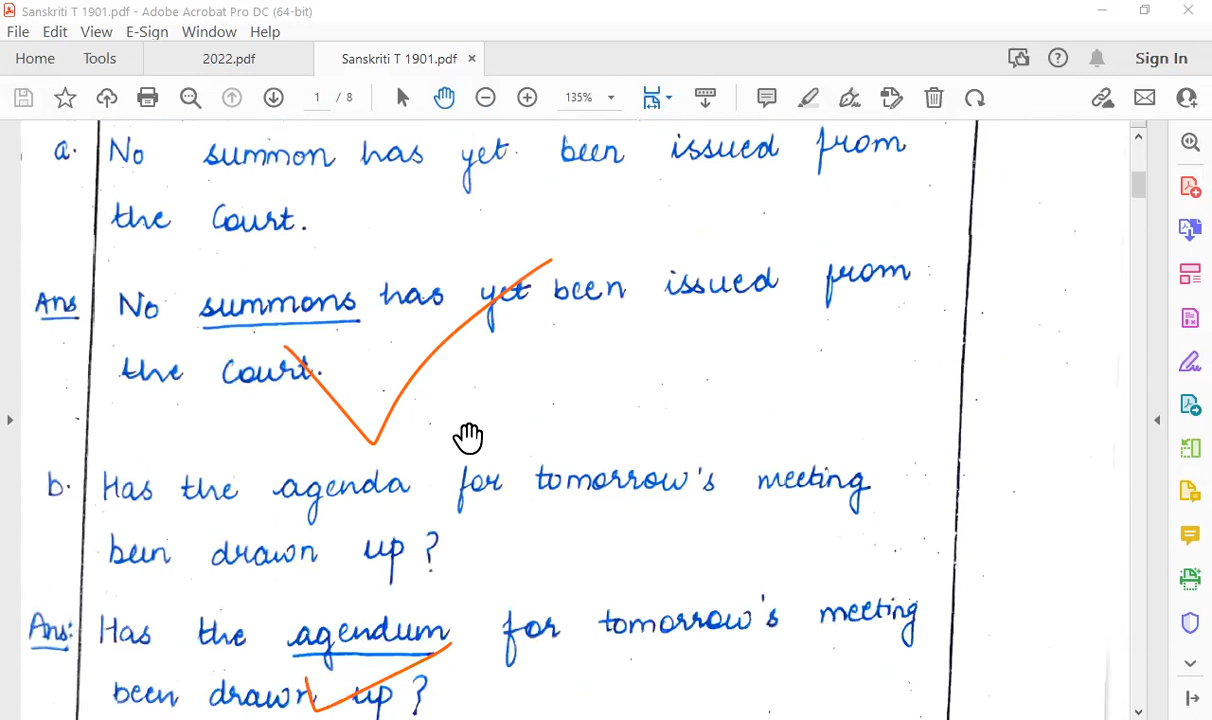 Sanskriti T 1901.pdf - Adobe Acrobat Pro DC (64-bit)
File Edit View E-Sign Window Help
Home Tools 2022.pdf Sanskriti T 1901.pdf × Sign In
1 / 8 135%
a. No summon has yet been issued from
the Court.
Ans No summons has yet been issued from
the Court.
b. Has the agenda for tomorrow's meeting
been drawn up ?
Ans: Has the agendum for tomorrow's meeting
been drawn up ?